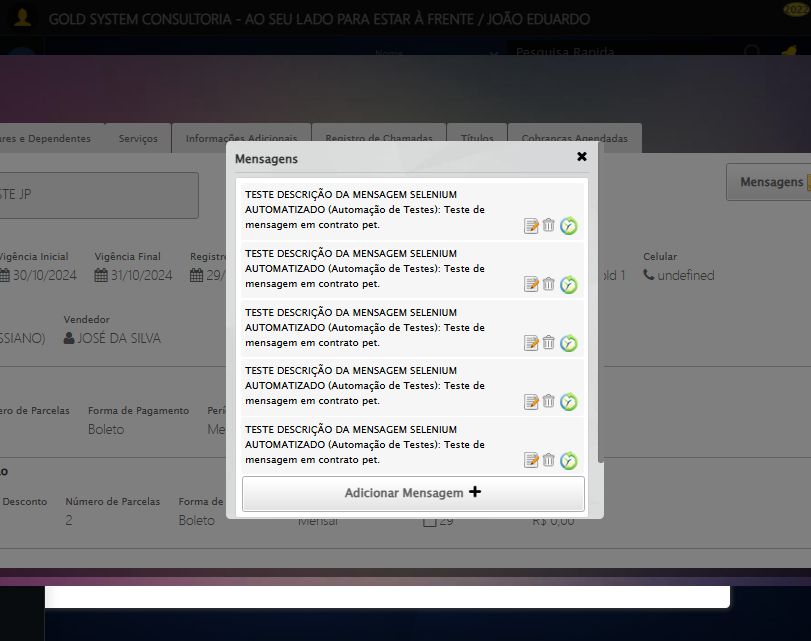 GOLD SYSTEM CONSULTORIA - AO SEU LADO PARA ESTAR À FRENTE / JOÃO EDUARDO
2022
Nome
Pesquisa Rapida
ares e Dependentes
Serviços
Informações Adicionais
Registro de Chamadas
Títulos
Cobranças Agendadas
Mensagens
STE JP
Mensagens
TESTE DESCRIÇÃO DA MENSAGEM SELENIUM
AUTOMATIZADO (Automação de Testes): Teste de
mensagem em contrato pet.
TESTE DESCRIÇÃO DA MENSAGEM SELENIUM
AUTOMATIZADO (Automação de Testes): Teste de
mensagem em contrato pet.
TESTE DESCRIÇÃO DA MENSAGEM SELENIUM
AUTOMATIZADO (Automação de Testes): Teste de
mensagem em contrato pet.
TESTE DESCRIÇÃO DA MENSAGEM SELENIUM
AUTOMATIZADO (Automação de Testes): Teste de
mensagem em contrato pet.
TESTE DESCRIÇÃO DA MENSAGEM SELENIUM
AUTOMATIZADO (Automação de Testes): Teste de
mensagem em contrato pet.
Adicionar Mensagem
Vigência Inicial
Vigência Final
Registr
Celular
30/10/2024
31/10/2024
29/
old 1
undefined
Vendedor
SSIANO)
JOSÉ DA SILVA
ero de Parcelas
Forma de Pagamento
Perí
Boleto
Me
o
Desconto
Número de Parcelas
Forma de
2
Boleto
Mensal
29
R$ 0,00